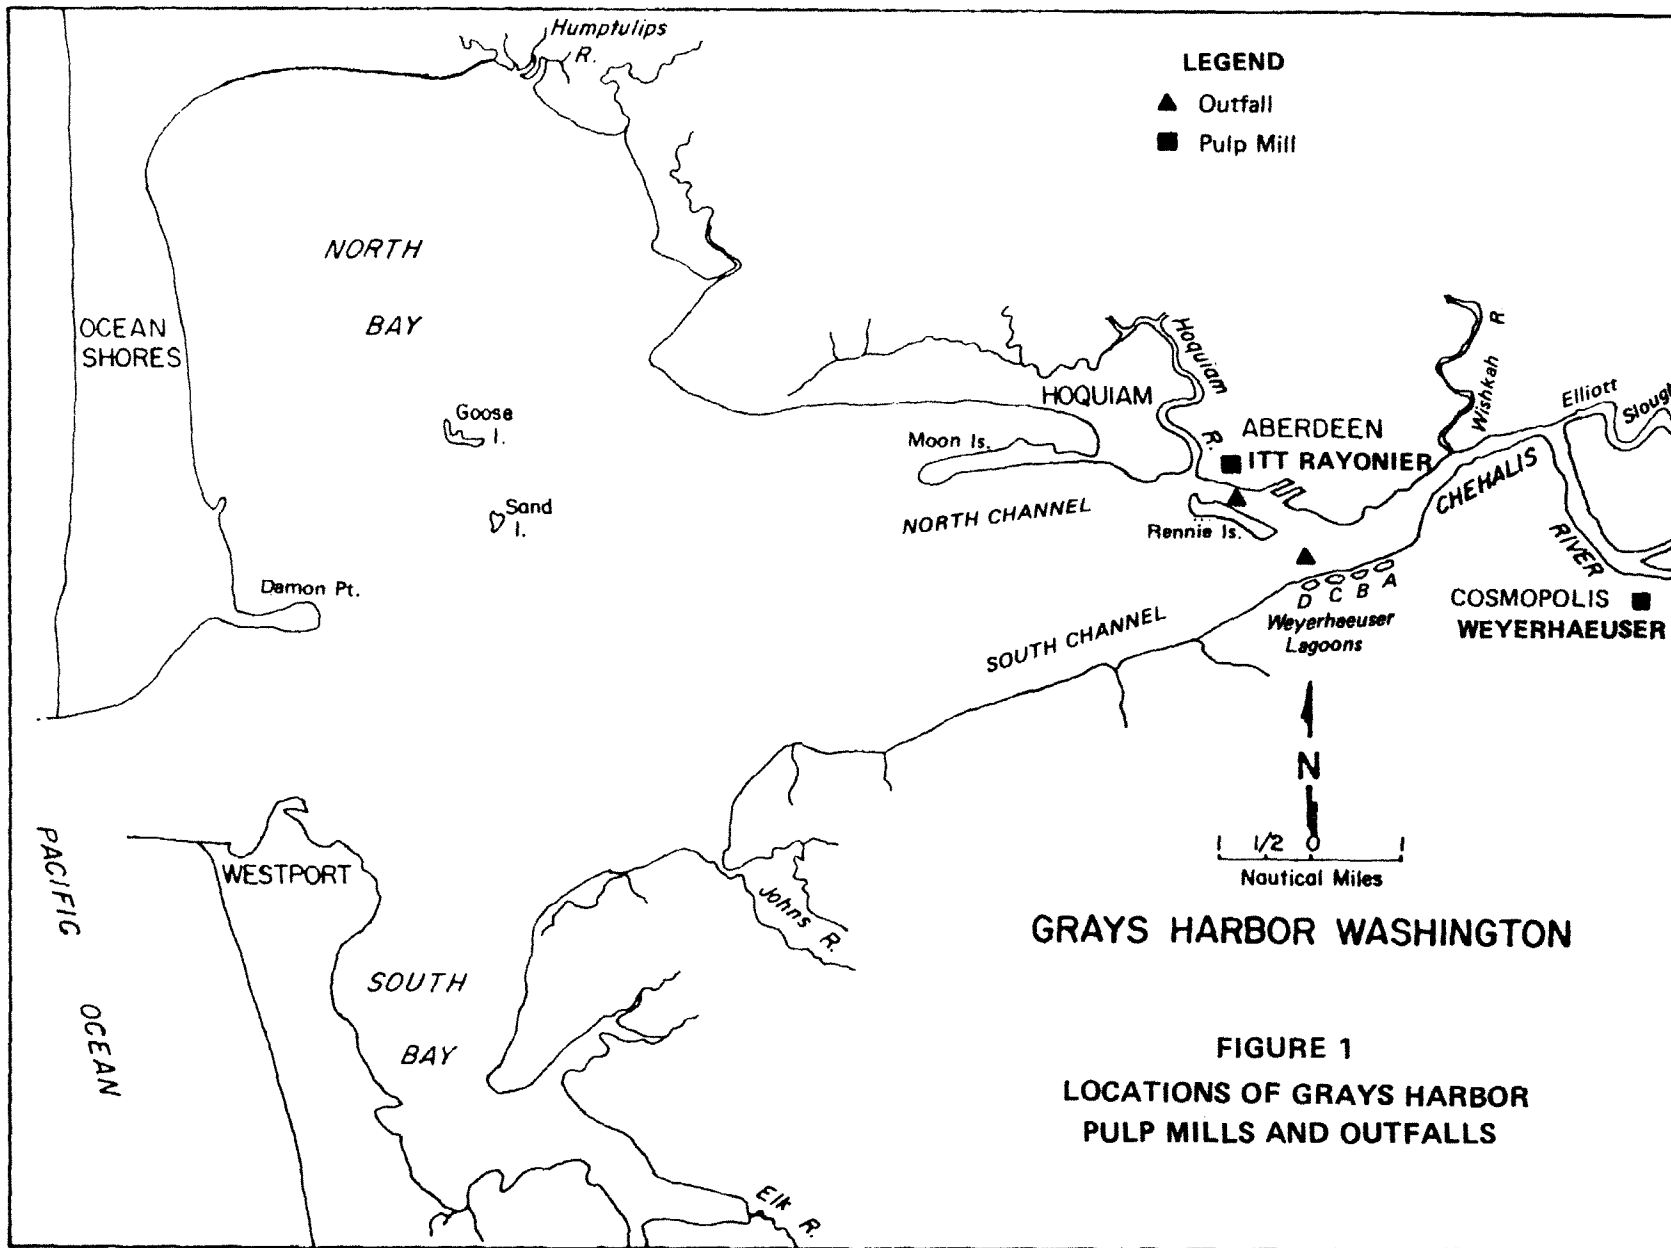 Humptulips
R.
LEGEND
Outfall
Pulp Mill
NORTH
BAY
OCEAN
SHORES
Goose
I.
Sand
I.
Damon Pt.
Moon Is.
HOQUIAM
Hoquiam
R.
ABERDEEN
ITT RAYONIER
Wishkah R
Elliott
Slough
CHEHALIS
RIVER
NORTH CHANNEL
Rennie Is.
D C B A
Weyerhaeuser
Lagoons
COSMOPOLIS
WEYERHAEUSER
SOUTH CHANNEL
N
1 1/2 0 1
Nautical Miles
PACIFIC
OCEAN
WESTPORT
Johns R.
SOUTH
BAY
Elk R.
GRAYS HARBOR WASHINGTON
FIGURE 1
LOCATIONS OF GRAYS HARBOR
PULP MILLS AND OUTFALLS